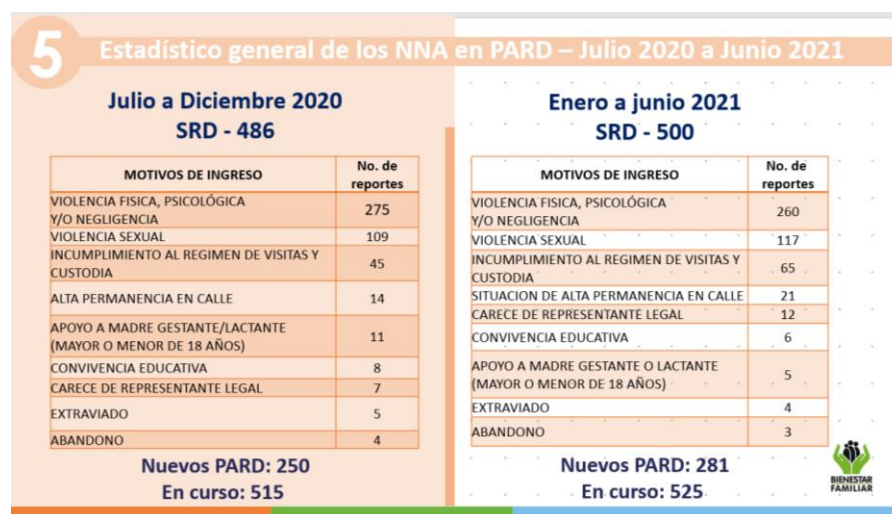 5
Estadístico general de los NNA en PARD – Julio 2020 a Junio 2021
Julio a Diciembre 2020
SRD - 486
MOTIVOS DE INGRESO No. de reportes
VIOLENCIA FISICA, PSICOLÓGICA
Y/O NEGLIGENCIA 275
VIOLENCIA SEXUAL 109
INCUMPLIMIENTO AL REGIMEN DE VISITAS Y
CUSTODIA 45
ALTA PERMANENCIA EN CALLE 14
APOYO A MADRE GESTANTE/LACTANTE
(MAYOR O MENOR DE 18 AÑOS) 11
CONVIVENCIA EDUCATIVA 8
CARECE DE REPRESENTANTE LEGAL 7
EXTRAVIADO 5
ABANDONO 4
Nuevos PARD: 250
En curso: 515
Enero a junio 2021
SRD - 500
MOTIVOS DE INGRESO No. de reportes
VIOLENCIA FISICA, PSICOLÓGICA
Y/O NEGLIGENCIA 260
VIOLENCIA SEXUAL 117
INCUMPLIMIENTO AL REGIMEN DE VISITAS Y
CUSTODIA 65
SITUACION DE ALTA PERMANENCIA EN CALLE 21
CARECE DE REPRESENTANTE LEGAL 12
CONVIVENCIA EDUCATIVA 6
APOYO A MADRE GESTANTE O LACTANTE
(MAYOR O MENOR DE 18 AÑOS) 5
EXTRAVIADO 4
ABANDONO 3
Nuevos PARD: 281
En curso: 525
BIENESTAR
FAMILIAR